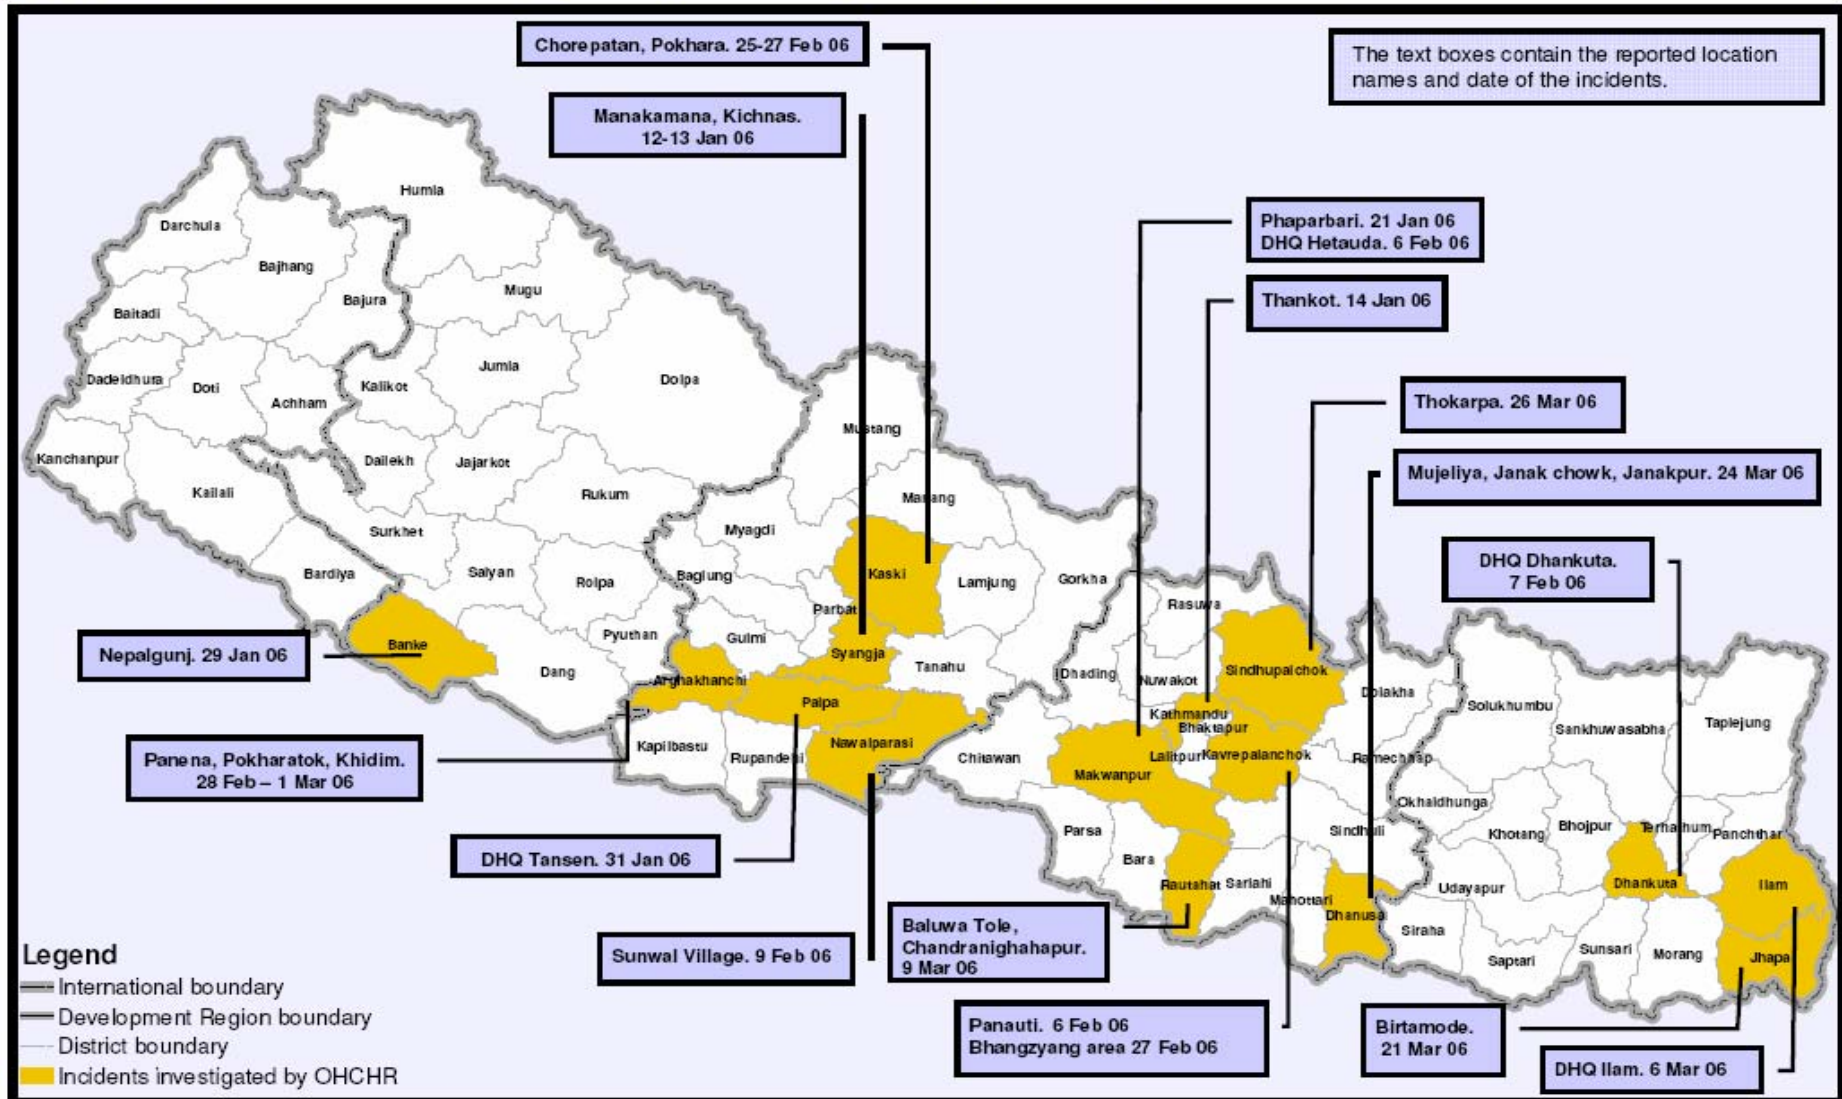 Chorepatan, Pokhara. 25-27 Feb 06
The text boxes contain the reported location
names and date of the incidents.
Manakamana, Kichnas.
12-13 Jan 06
Phaparbari. 21 Jan 06
DHQ Hetauda. 6 Feb 06
Thankot. 14 Jan 06
Thokarpa. 26 Mar 06
Mujeliya, Janak chowk, Janakpur. 24 Mar 06
DHQ Dhankuta.
7 Feb 06
Nepalgunj. 29 Jan 06
Panena, Pokharatok, Khidim.
28 Feb – 1 Mar 06
DHQ Tansen. 31 Jan 06
Sunwal Village. 9 Feb 06
Baluwa Tole,
Chandranighahapur.
9 Mar 06
Panauti. 6 Feb 06
Bhangzyang area 27 Feb 06
Birtamode.
21 Mar 06
DHQ Ilam. 6 Mar 06
Humla
Darchula
Bajhang
Bajura
Mugu
Baitadi
Dadeldhura
Doti
Achham
Kalikot
Jumla
Dolpa
Kanchanpur
Kailali
Dailekh
Jajarkot
Rukum
Mustang
Manang
Surkhet
Myagdi
Bardiya
Salyan
Rolpa
Baglung
Kaski
Lamjung
Gorkha
Parbat
Rasuwa
Banke
Pyuthan
Gulmi
Syangja
Tanahu
Dang
Arghakhanchi
Palpa
Dhading
Nuwakot
Sindhupalchok
Dolakha
Solukhumbu
Sankhuwasabha
Taplejung
Kapilbastu
Rupandehi
Nawalparasi
Chitawan
Kathmandu
Bhaktapur
Lalitpur
Kavrepalanchok
Ramechhap
Makwanpur
Okhaldhunga
Khotang
Bhojpur
Terhathum
Panchthar
Parsa
Bara
Sindhuli
Rautahat
Sarlahi
Mahottari
Dhanusa
Udayapur
Dhankuta
Ilam
Siraha
Saptari
Sunsari
Morang
Jhapa
Legend
International boundary
Development Region boundary
District boundary
Incidents investigated by OHCHR